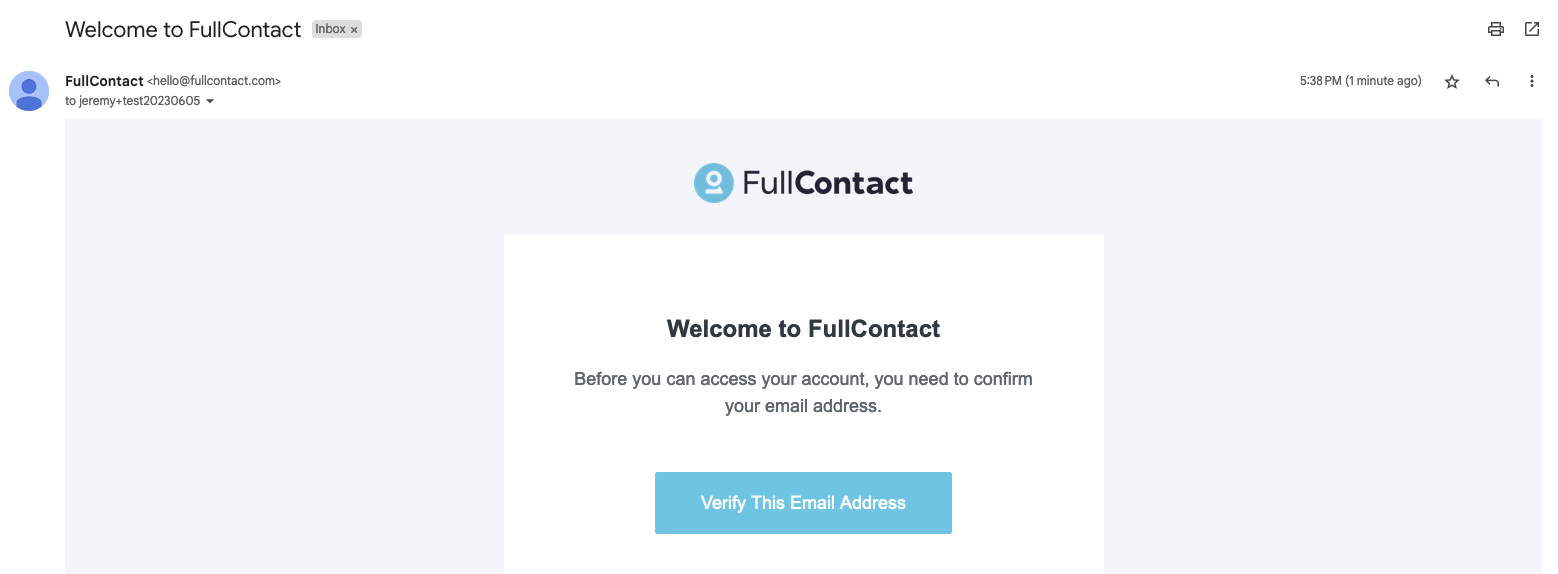 Welcome to FullContact Inbox x
FullContact <hello@fullcontact.com> 5:38 PM (1 minute ago)
to jeremy+test20230605
FullContact
Welcome to FullContact
Before you can access your account, you need to confirm
your email address.
Verify This Email Address